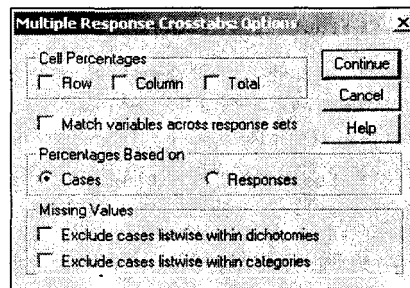 Multiple Response Crosstabs: Options
Cell Percentages
Row Column Total
Continue
Cancel
Match variables across response sets
Help
Percentages Based on
Cases Responses
Missing Values
Exclude cases listwise within dichotomies
Exclude cases listwise within categories